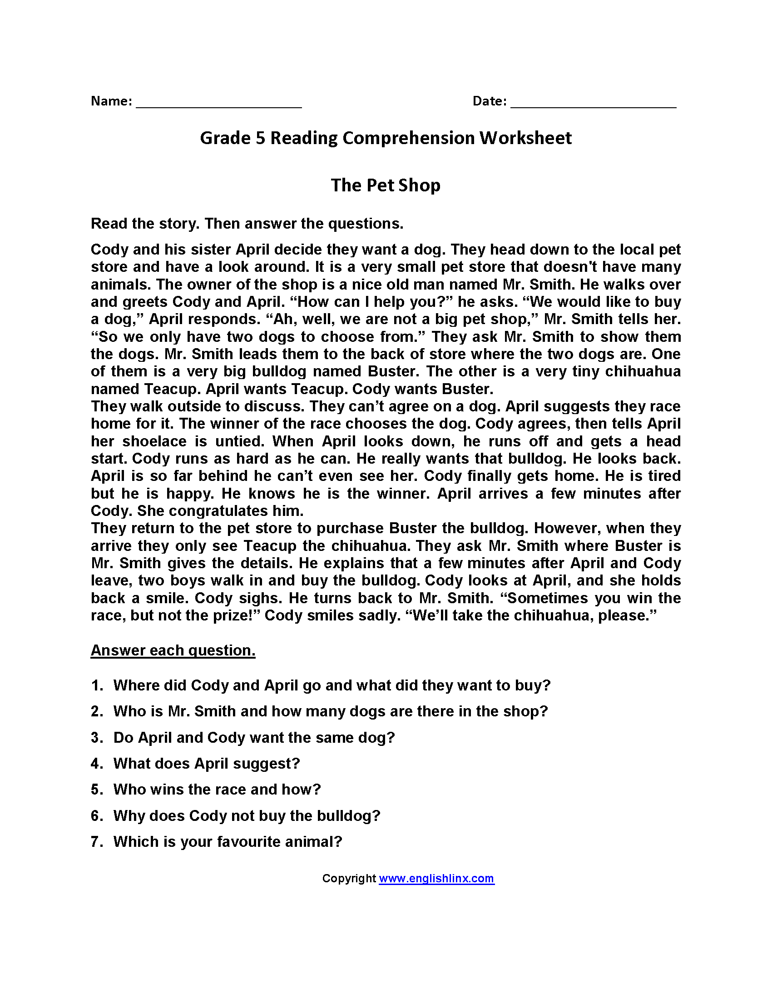 Name: ______________________ Date: ______________________
Grade 5 Reading Comprehension Worksheet
The Pet Shop
Read the story. Then answer the questions.
Cody and his sister April decide they want a dog. They head down to the local pet
store and have a look around. It is a very small pet store that doesn't have many
animals. The owner of the shop is a nice old man named Mr. Smith. He walks over
and greets Cody and April. “How can I help you?” he asks. “We would like to buy
a dog,” April responds. “Ah, well, we are not a big pet shop,” Mr. Smith tells her.
“So we only have two dogs to choose from.” They ask Mr. Smith to show them
the dogs. Mr. Smith leads them to the back of store where the two dogs are. One
of them is a very big bulldog named Buster. The other is a very tiny chihuahua
named Teacup. April wants Teacup. Cody wants Buster.
They walk outside to discuss. They can’t agree on a dog. April suggests they race
home for it. The winner of the race chooses the dog. Cody agrees, then tells April
her shoelace is untied. When April looks down, he runs off and gets a head
start. Cody runs as hard as he can. He really wants that bulldog. He looks back.
April is so far behind he can’t even see her. Cody finally gets home. He is tired
but he is happy. He knows he is the winner. April arrives a few minutes after
Cody. She congratulates him.
They return to the pet store to purchase Buster the bulldog. However, when they
arrive they only see Teacup the chihuahua. They ask Mr. Smith where Buster is
Mr. Smith gives the details. He explains that a few minutes after April and Cody
leave, two boys walk in and buy the bulldog. Cody looks at April, and she holds
back a smile. Cody sighs. He turns back to Mr. Smith. “Sometimes you win the
race, but not the prize!” Cody smiles sadly. “We’ll take the chihuahua, please.”
Answer each question.
1. Where did Cody and April go and what did they want to buy?
2. Who is Mr. Smith and how many dogs are there in the shop?
3. Do April and Cody want the same dog?
4. What does April suggest?
5. Who wins the race and how?
6. Why does Cody not buy the bulldog?
7. Which is your favourite animal?
Copyright www.englishlinx.com